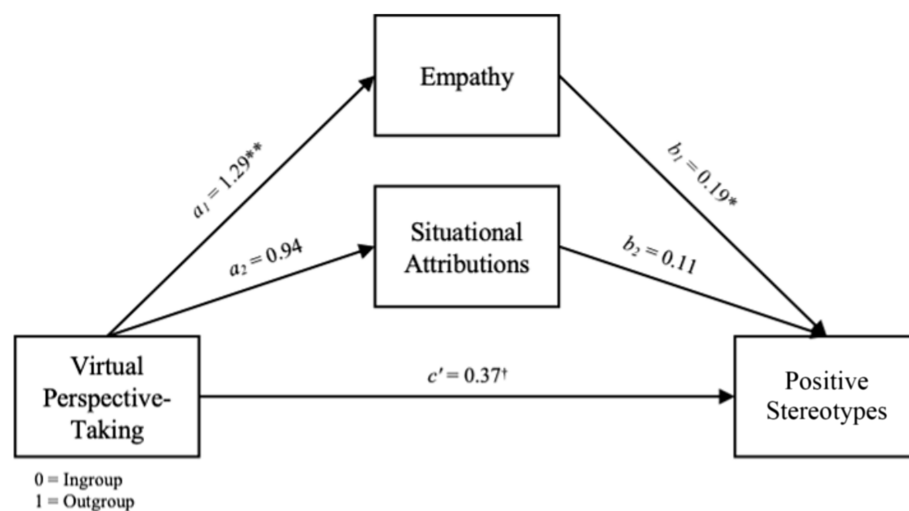 Empathy
a₁ = 1.29**
b₁ = 0.19*
Situational
Attributions
a₂ = 0.94
b₂ = 0.11
Virtual
Perspective-
Taking
c′ = 0.37†
Positive
Stereotypes
0 = Ingroup
1 = Outgroup